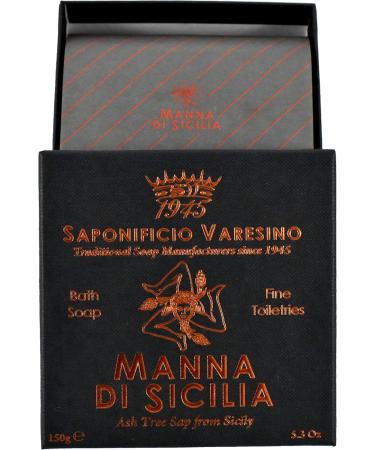 MANNA
DI SICILIA
1945
SAPONIFICIO VARESINO
Traditional Soap Manufacturers since 1945
Bath
Soap
Fine
Toiletries
MANNA
DI SICILIA
Ash Tree Sap from Sicily
150g ℮
5.3 Oz